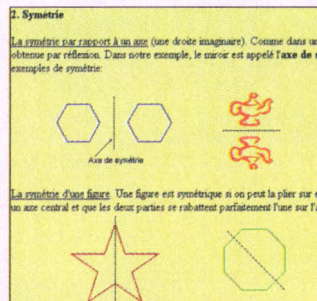 2. Symétrie
La symétrie par rapport à un axe (une droite imaginaire). Comme dans un
obtenue par réflexion. Dans notre exemple, le miroir est appelé l'axe de
exemples de symétrie:
Axe de symétrie
La symétrie d'une figure. Une figure est symétrique si on peut la plier sur
un axe central et que les deux parties se rabattent parfaitement l'une sur